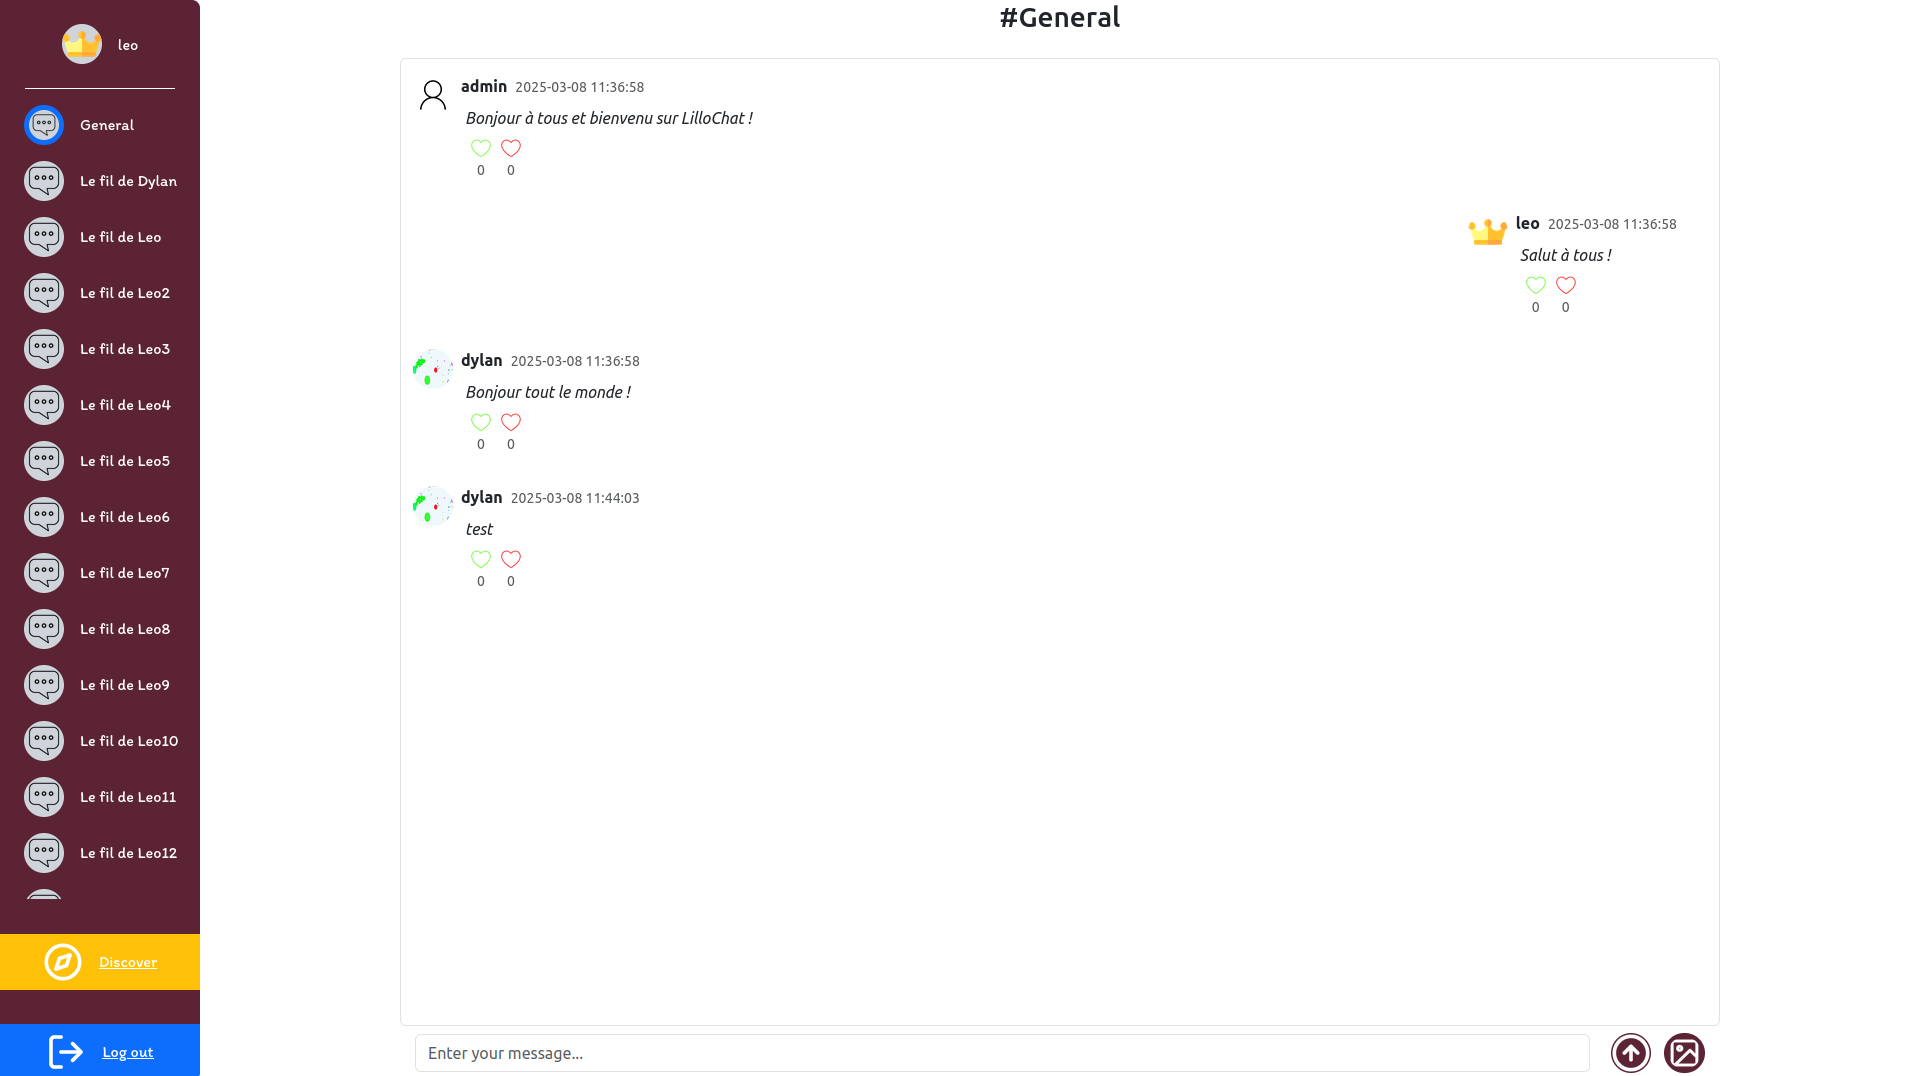 leo
General
Le fil de Dylan
Le fil de Leo
Le fil de Leo2
Le fil de Leo3
Le fil de Leo4
Le fil de Leo5
Le fil de Leo6
Le fil de Leo7
Le fil de Leo8
Le fil de Leo9
Le fil de Leo10
Le fil de Leo11
Le fil de Leo12
Discover
Log out
#General
admin 2025-03-08 11:36:58
Bonjour à tous et bienvenu sur LilloChat !
0 0
leo 2025-03-08 11:36:58
Salut à tous !
0 0
dylan 2025-03-08 11:36:58
Bonjour tout le monde !
0 0
dylan 2025-03-08 11:44:03
test
0 0
Enter your message...